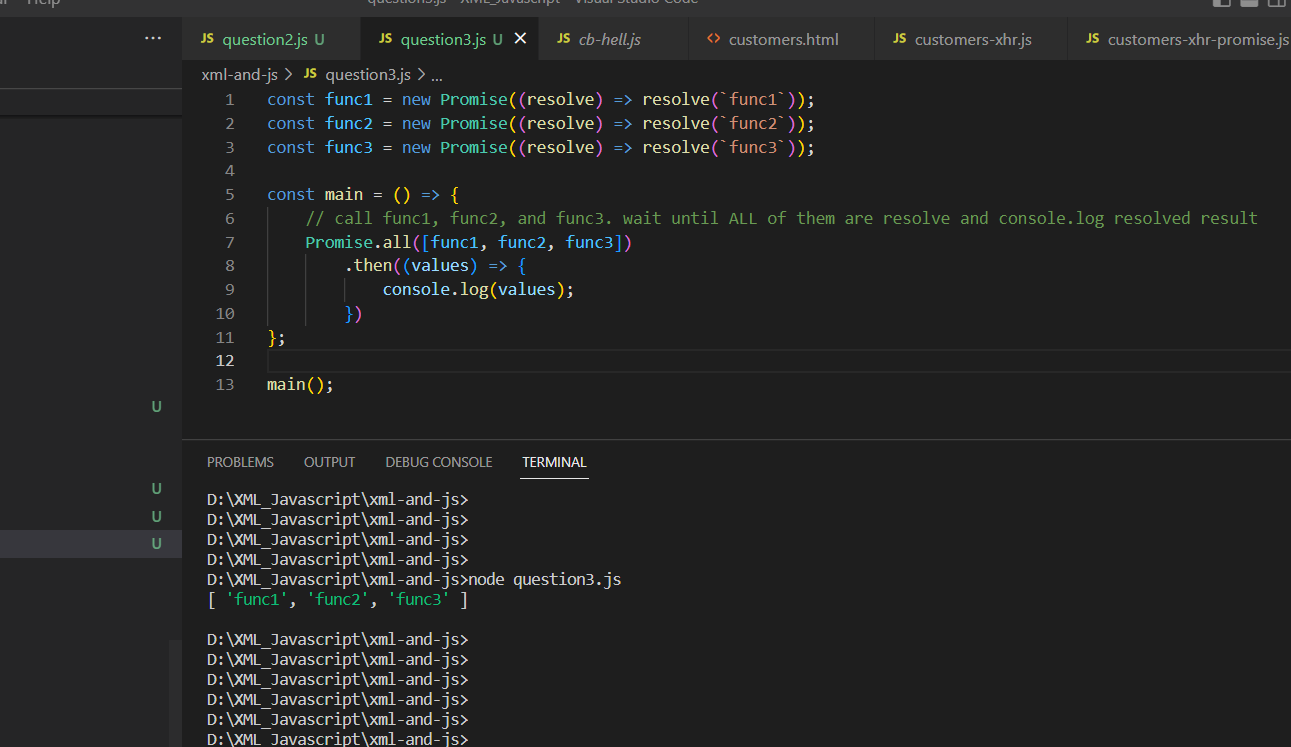 Help
question3.js - XML_Javascript - Visual Studio Code
... JS question2.js U JS question3.js U × JS cb-hell.js <> customers.html JS customers-xhr.js JS customers-xhr-promise.js
xml-and-js > JS question3.js > ...
1 const func1 = new Promise((resolve) => resolve(`func1`));
2 const func2 = new Promise((resolve) => resolve(`func2`));
3 const func3 = new Promise((resolve) => resolve(`func3`));
4
5 const main = () => {
6 // call func1, func2, and func3. wait until ALL of them are resolve and console.log resolved result
7 Promise.all([func1, func2, func3])
8 .then((values) => {
9 console.log(values);
10 })
11 };
12
13 main();
U
U
U
U
PROBLEMS OUTPUT DEBUG CONSOLE TERMINAL
D:\XML_Javascript\xml-and-js>
D:\XML_Javascript\xml-and-js>
D:\XML_Javascript\xml-and-js>
D:\XML_Javascript\xml-and-js>
D:\XML_Javascript\xml-and-js>node question3.js
[ 'func1', 'func2', 'func3' ]
D:\XML_Javascript\xml-and-js>
D:\XML_Javascript\xml-and-js>
D:\XML_Javascript\xml-and-js>
D:\XML_Javascript\xml-and-js>
D:\XML_Javascript\xml-and-js>
D:\XML_Javascript\xml-and-js>